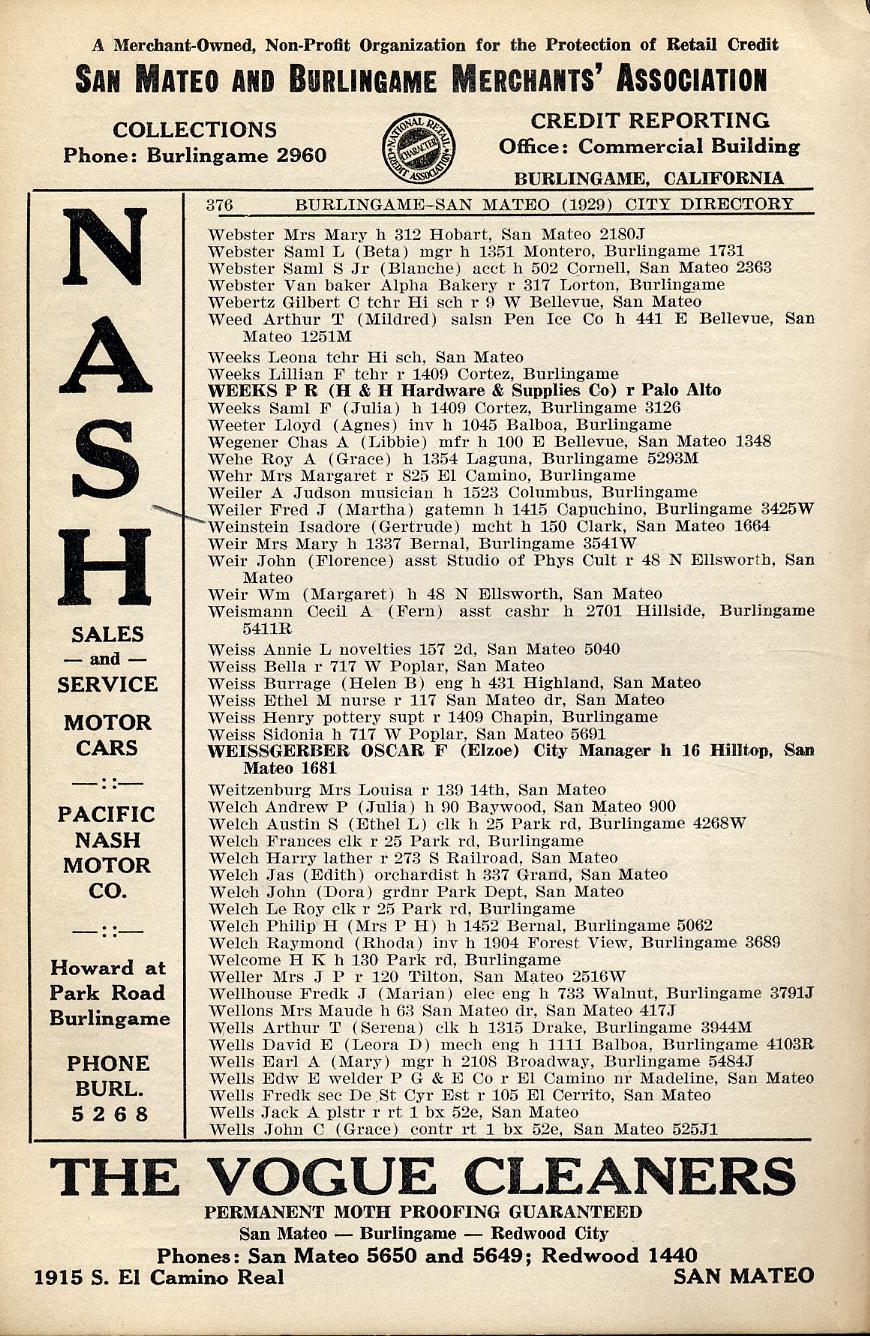 A Merchant-Owned, Non-Profit Organization for the Protection of Retail Credit
SAN MATEO AND BURLINGAME MERCHANTS' ASSOCIATION
COLLECTIONS
Phone: Burlingame 2960
NATIONAL RETAIL
CHARACTER
CREDIT ASSOCIATION
CREDIT REPORTING
Office: Commercial Building
BURLINGAME, CALIFORNIA
NASH
SALES
— and —
SERVICE
MOTOR
CARS
—::—
PACIFIC
NASH
MOTOR
CO.
—::—
Howard at
Park Road
Burlingame
PHONE
BURL.
5268
376 BURLINGAME-SAN MATEO (1929) CITY DIRECTORY
Webster Mrs Mary h 312 Hobart, San Mateo 2180J
Webster Saml L (Beta) mgr h 1351 Montero, Burlingame 1731
Webster Saml S Jr (Blanche) acct h 502 Cornell, San Mateo 2363
Webster Van baker Alpha Bakery r 317 Lorton, Burlingame
Webertz Gilbert C tchr Hi sch r 9 W Bellevue, San Mateo
Weed Arthur T (Mildred) salsn Pen Ice Co h 441 E Bellevue, San
Mateo 1251M
Weeks Leona tchr Hi sch, San Mateo
Weeks Lillian F tchr r 1409 Cortez, Burlingame
WEEKS P R (H & H Hardware & Supplies Co) r Palo Alto
Weeks Saml F (Julia) h 1409 Cortez, Burlingame 3126
Weeter Lloyd (Agnes) inv h 1045 Balboa, Burlingame
Wegener Chas A (Libbie) mfr h 100 E Bellevue, San Mateo 1348
Wehe Roy A (Grace) h 1354 Laguna, Burlingame 5293M
Wehr Mrs Margaret r 825 El Camino, Burlingame
Weiler A Judson musician h 1523 Columbus, Burlingame
Weiler Fred J (Martha) gatemn h 1415 Capuchino, Burlingame 3425W
Weinstein Isadore (Gertrude) mcht h 150 Clark, San Mateo 1664
Weir Mrs Mary h 1337 Bernal, Burlingame 3541W
Weir John (Florence) asst Studio of Phys Cult r 48 N Ellsworth, San
Mateo
Weir Wm (Margaret) h 48 N Ellsworth, San Mateo
Weismann Cecil A (Fern) asst cashr h 2701 Hillside, Burlingame
5411R
Weiss Annie L novelties 157 2d, San Mateo 5040
Weiss Bella r 717 W Poplar, San Mateo
Weiss Burrage (Helen B) eng h 431 Highland, San Mateo
Weiss Ethel M nurse r 117 San Mateo dr, San Mateo
Weiss Henry pottery supt r 1409 Chapin, Burlingame
Weiss Sidonia h 717 W Poplar, San Mateo 5691
WEISSGERBER OSCAR F (Elzoe) City Manager h 16 Hilltop, San
Mateo 1681
Weitzenburg Mrs Louisa r 139 14th, San Mateo
Welch Andrew P (Julia) h 90 Baywood, San Mateo 900
Welch Austin S (Ethel L) clk h 25 Park rd, Burlingame 4268W
Welch Frances clk r 25 Park rd, Burlingame
Welch Harry lather r 273 S Railroad, San Mateo
Welch Jas (Edith) orchardist h 337 Grand, San Mateo
Welch John (Dora) grdnr Park Dept, San Mateo
Welch Le Roy clk r 25 Park rd, Burlingame
Welch Philip H (Mrs P H) h 1452 Bernal, Burlingame 5062
Welch Raymond (Rhoda) inv h 1904 Forest View, Burlingame 3689
Welcome H K h 130 Park rd, Burlingame
Weller Mrs J P r 120 Tilton, San Mateo 2516W
Wellhouse Fredk J (Marian) elec eng h 733 Walnut, Burlingame 3791J
Wellons Mrs Maude h 63 San Mateo dr, San Mateo 417J
Wells Arthur T (Serena) clk h 1315 Drake, Burlingame 3944M
Wells David E (Leora D) mech eng h 1111 Balboa, Burlingame 4103R
Wells Earl A (Mary) mgr h 2108 Broadway, Burlingame 5484J
Wells Edw E welder P G & E Co r El Camino nr Madeline, San Mateo
Wells Fredk sec De St Cyr Est r 105 El Cerrito, San Mateo
Wells Jack A plstr r rt 1 bx 52e, San Mateo
Wells John C (Grace) contr rt 1 bx 52e, San Mateo 525J1
THE VOGUE CLEANERS
PERMANENT MOTH PROOFING GUARANTEED
San Mateo — Burlingame — Redwood City
Phones: San Mateo 5650 and 5649; Redwood 1440
1915 S. El Camino Real SAN MATEO